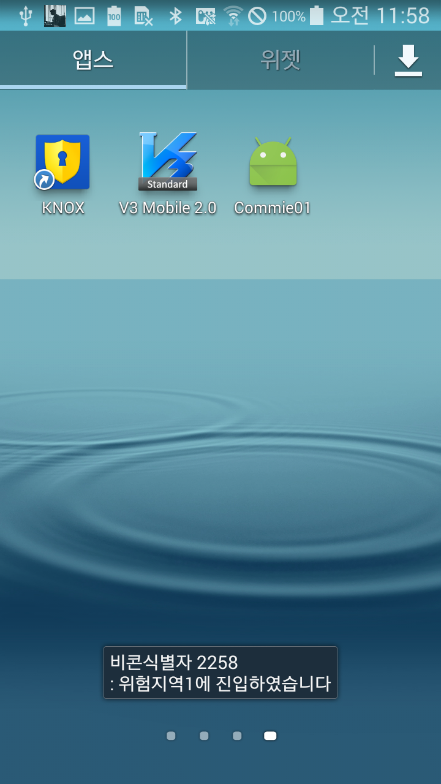 100% 오전 11:58
앱스 위젯
Standard
KNOX V3 Mobile 2.0 Commie01
비콘식별자 2258
: 위험지역1에 진입하였습니다